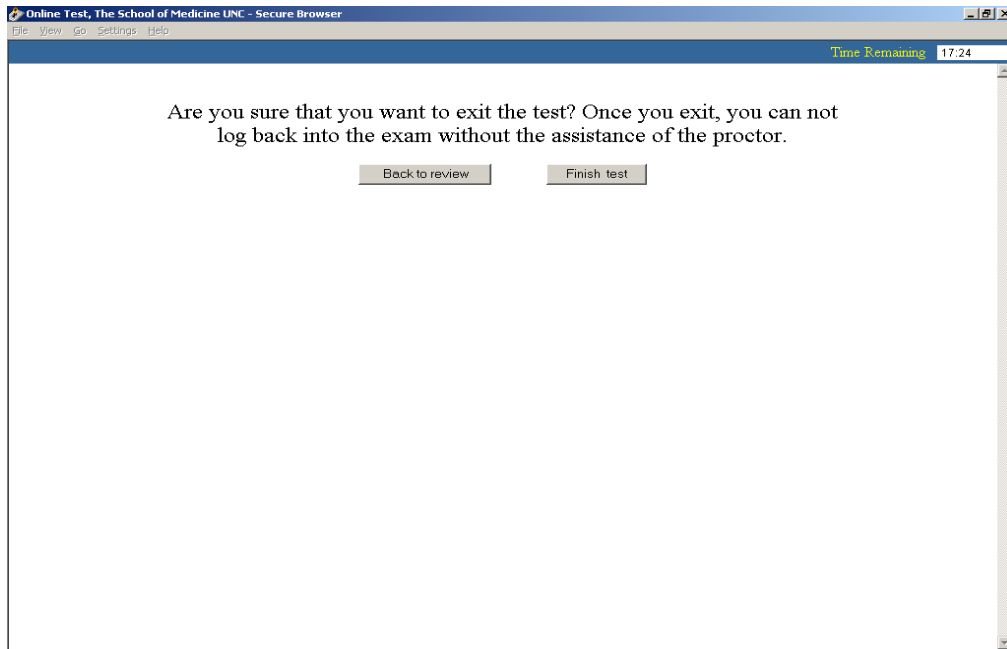 Online Test, The School of Medicine UNC - Secure Browser
File View Go Settings Help
Time Remaining 17:24
Are you sure that you want to exit the test? Once you exit, you can not
log back into the exam without the assistance of the proctor.
Back to review Finish test